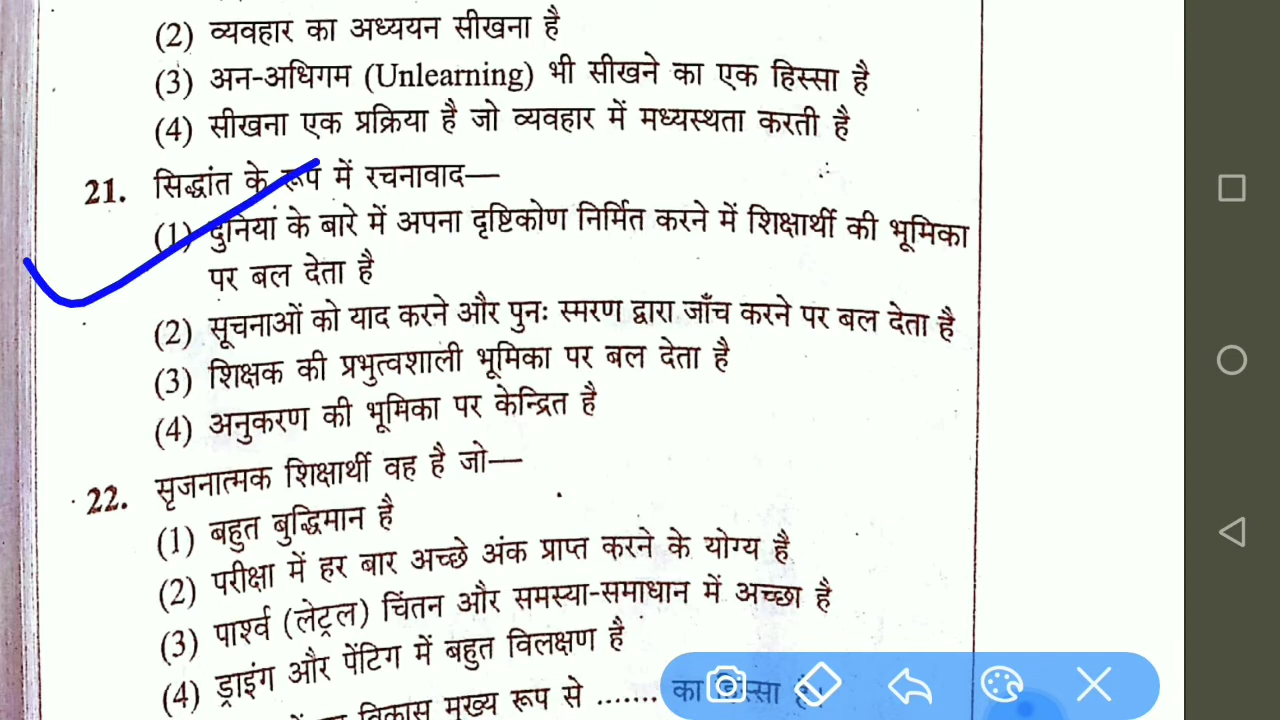 (2) व्यवहार का अध्ययन सीखना है
(3) अन-अधिगम (Unlearning) भी सीखने का एक हिस्सा है
(4) सीखना एक प्रक्रिया है जो व्यवहार में मध्यस्थता करती है
21. सिद्धांत के रूप में रचनावाद—
(1) दुनियां के बारे में अपना दृष्टिकोण निर्मित करने में शिक्षार्थी की भूमिका
पर बल देता है
(2) सूचनाओं को याद करने और पुनः स्मरण द्वारा जाँच करने पर बल देता है
(3) शिक्षक की प्रभुत्वशाली भूमिका पर बल देता है
(4) अनुकरण की भूमिका पर केन्द्रित है
22. सृजनात्मक शिक्षार्थी वह है जो—
(1) बहुत बुद्धिमान है
(2) परीक्षा में हर बार अच्छे अंक प्राप्त करने के योग्य है
(3) पार्श्व (लेट्रल) चिंतन और समस्या-समाधान में अच्छा है
(4) ड्राइंग और पेंटिग में बहुत विलक्षण है
विकास मुख्य रूप से ....... का हिस्सा है।